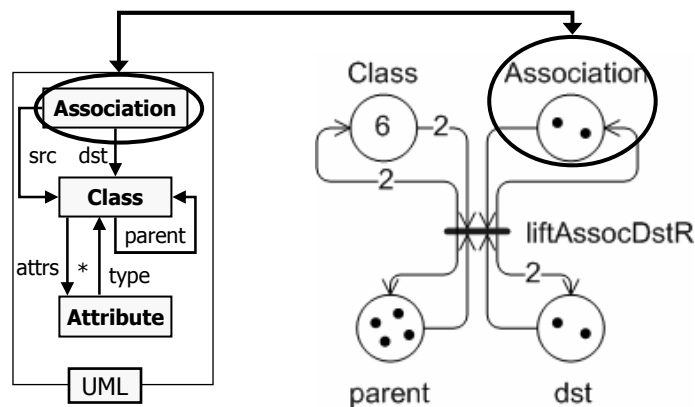 Association
src
dst
Class
parent
attrs
*
type
Attribute
UML
Class
Association
6
2
2
liftAssocDstR
2
parent
dst